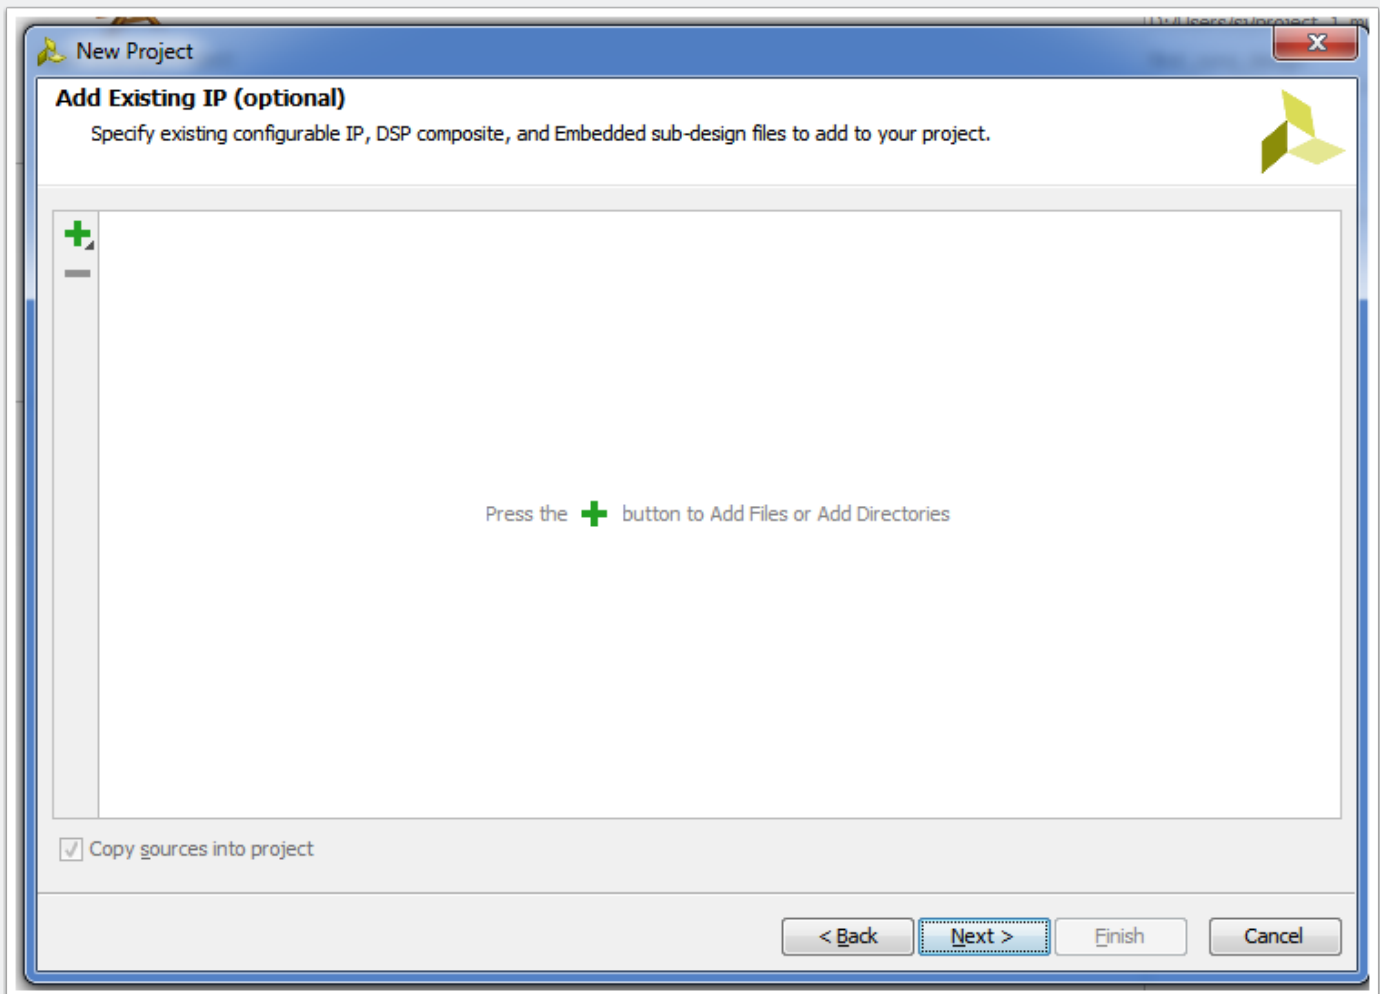 New Project
Add Existing IP (optional)
Specify existing configurable IP, DSP composite, and Embedded sub-design files to add to your project.
Press the button to Add Files or Add Directories
Copy sources into project
< Back Next > Finish Cancel